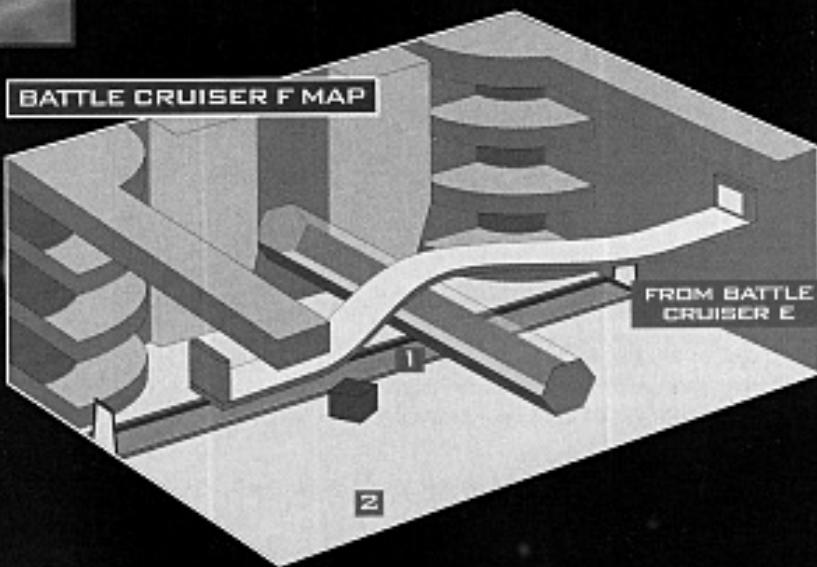 BATTLE CRUISER F MAP
FROM BATTLE
CRUISER E
1
2